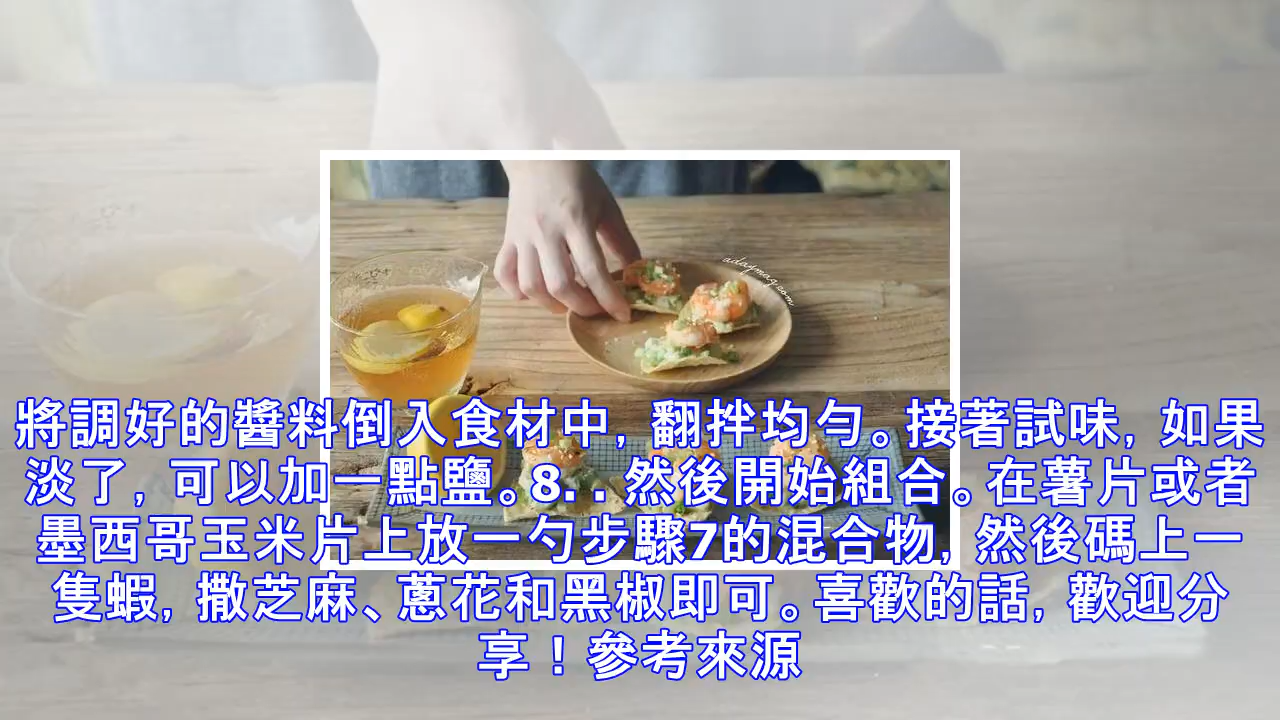 adaymag.com
將調好的醬料倒入食材中, 翻拌均勻。接著試味, 如果
淡了, 可以加一點鹽。8. . 然後開始組合。在薯片或者
墨西哥玉米片上放一勺步驟7的混合物, 然後碼上一
隻蝦, 撒芝麻、蔥花和黑椒即可。喜歡的話, 歡迎分
享！參考來源